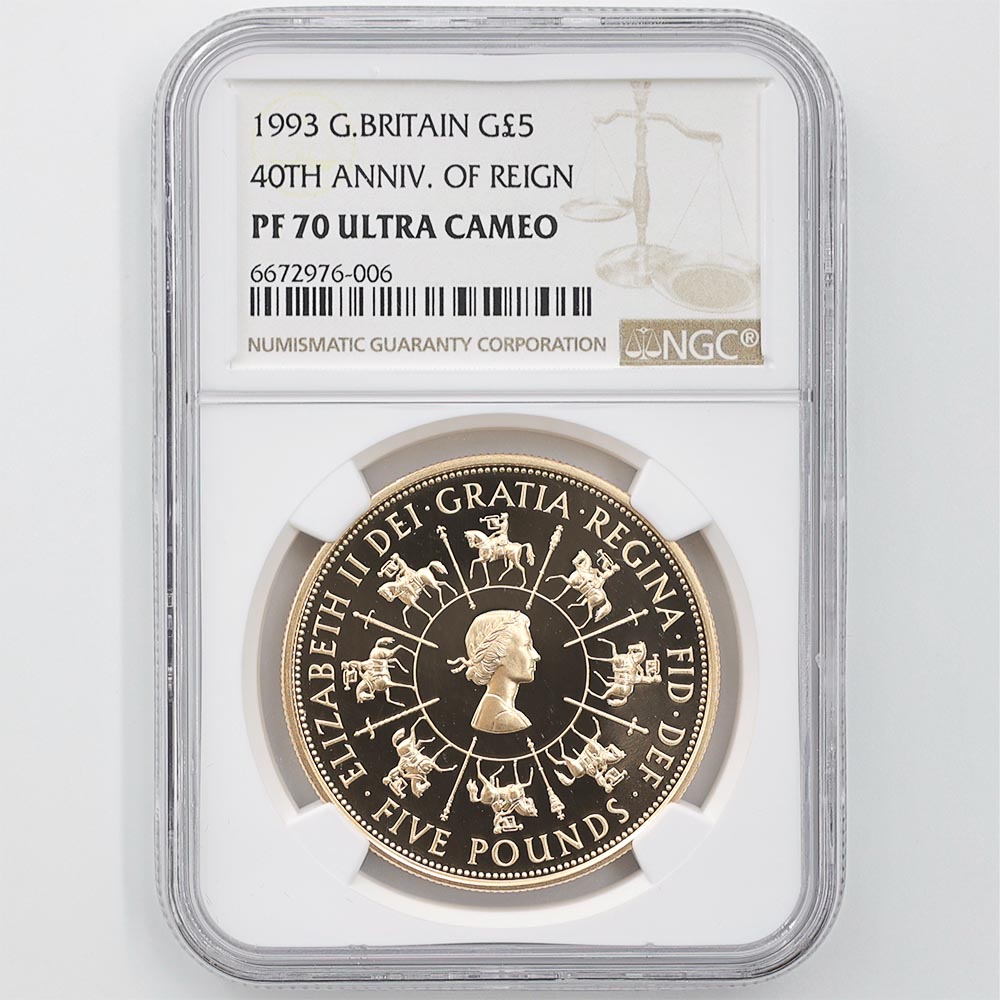 1993 G.BRITAIN G£5
40TH ANNIV. OF REIGN
PF 70 ULTRA CAMEO
6672976-006
NUMISMATIC GUARANTY CORPORATION
NGC®
ELIZABETH II DEI · GRATIA · REGINA · FID · DEF ·
FIVE POUNDS ·